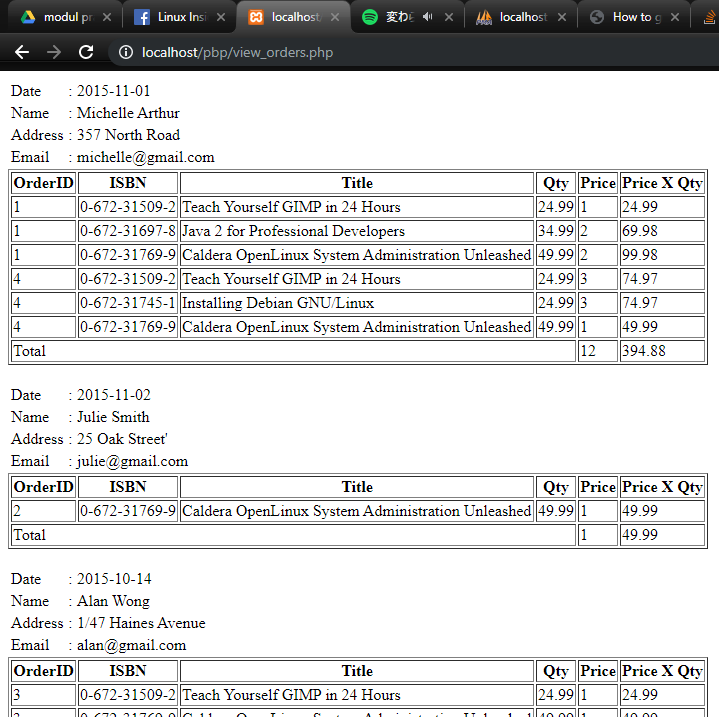 modul pr
Linux Insi
localhost
変わら
localhost
How to g
localhost/pbp/view_orders.php
Date : 2015-11-01
Name : Michelle Arthur
Address : 357 North Road
Email : michelle@gmail.com
OrderID ISBN Title Qty Price Price X Qty
1 0-672-31509-2 Teach Yourself GIMP in 24 Hours 24.99 1 24.99
1 0-672-31697-8 Java 2 for Professional Developers 34.99 2 69.98
1 0-672-31769-9 Caldera OpenLinux System Administration Unleashed 49.99 2 99.98
4 0-672-31509-2 Teach Yourself GIMP in 24 Hours 24.99 3 74.97
4 0-672-31745-1 Installing Debian GNU/Linux 24.99 3 74.97
4 0-672-31769-9 Caldera OpenLinux System Administration Unleashed 49.99 1 49.99
Total 12 394.88
Date : 2015-11-02
Name : Julie Smith
Address : 25 Oak Street'
Email : julie@gmail.com
OrderID ISBN Title Qty Price Price X Qty
2 0-672-31769-9 Caldera OpenLinux System Administration Unleashed 49.99 1 49.99
Total 1 49.99
Date : 2015-10-14
Name : Alan Wong
Address : 1/47 Haines Avenue
Email : alan@gmail.com
OrderID ISBN Title Qty Price Price X Qty
3 0-672-31509-2 Teach Yourself GIMP in 24 Hours 24.99 1 24.99